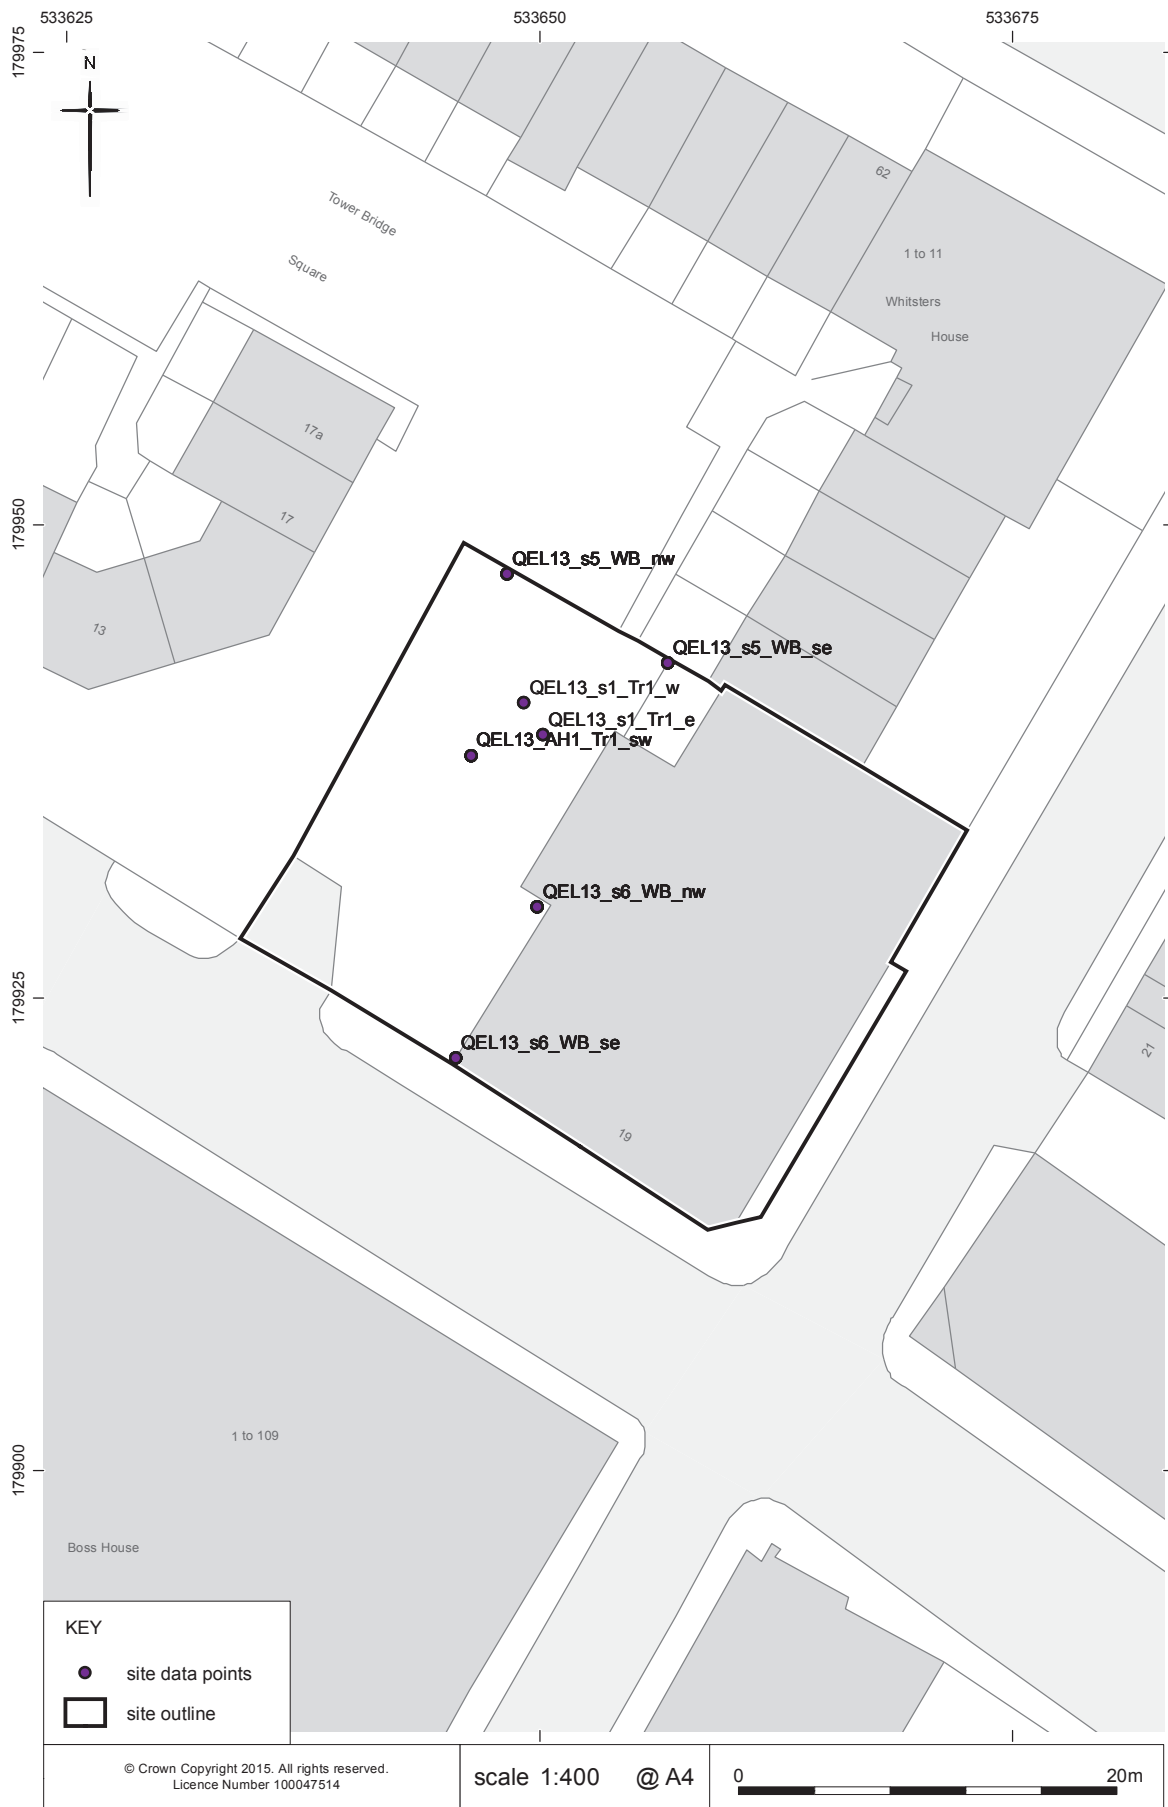 533625
533650
533675
179975
N
62
Tower Bridge
Square
1 to 11
Whitsters
House
17a
17
179950
QEL13_s5_WB_nw
13
QEL13_s5_WB_se
QEL13_s1_Tr1_w
QEL13_s1_Tr1_e
QEL13_AH1_Tr1_sw
QEL13_s6_WB_nw
179925
QEL13_s6_WB_se
21
19
1 to 109
179900
Boss House
KEY
site data points
site outline
© Crown Copyright 2015. All rights reserved.
Licence Number 100047514
scale 1:400 @ A4
0 20m